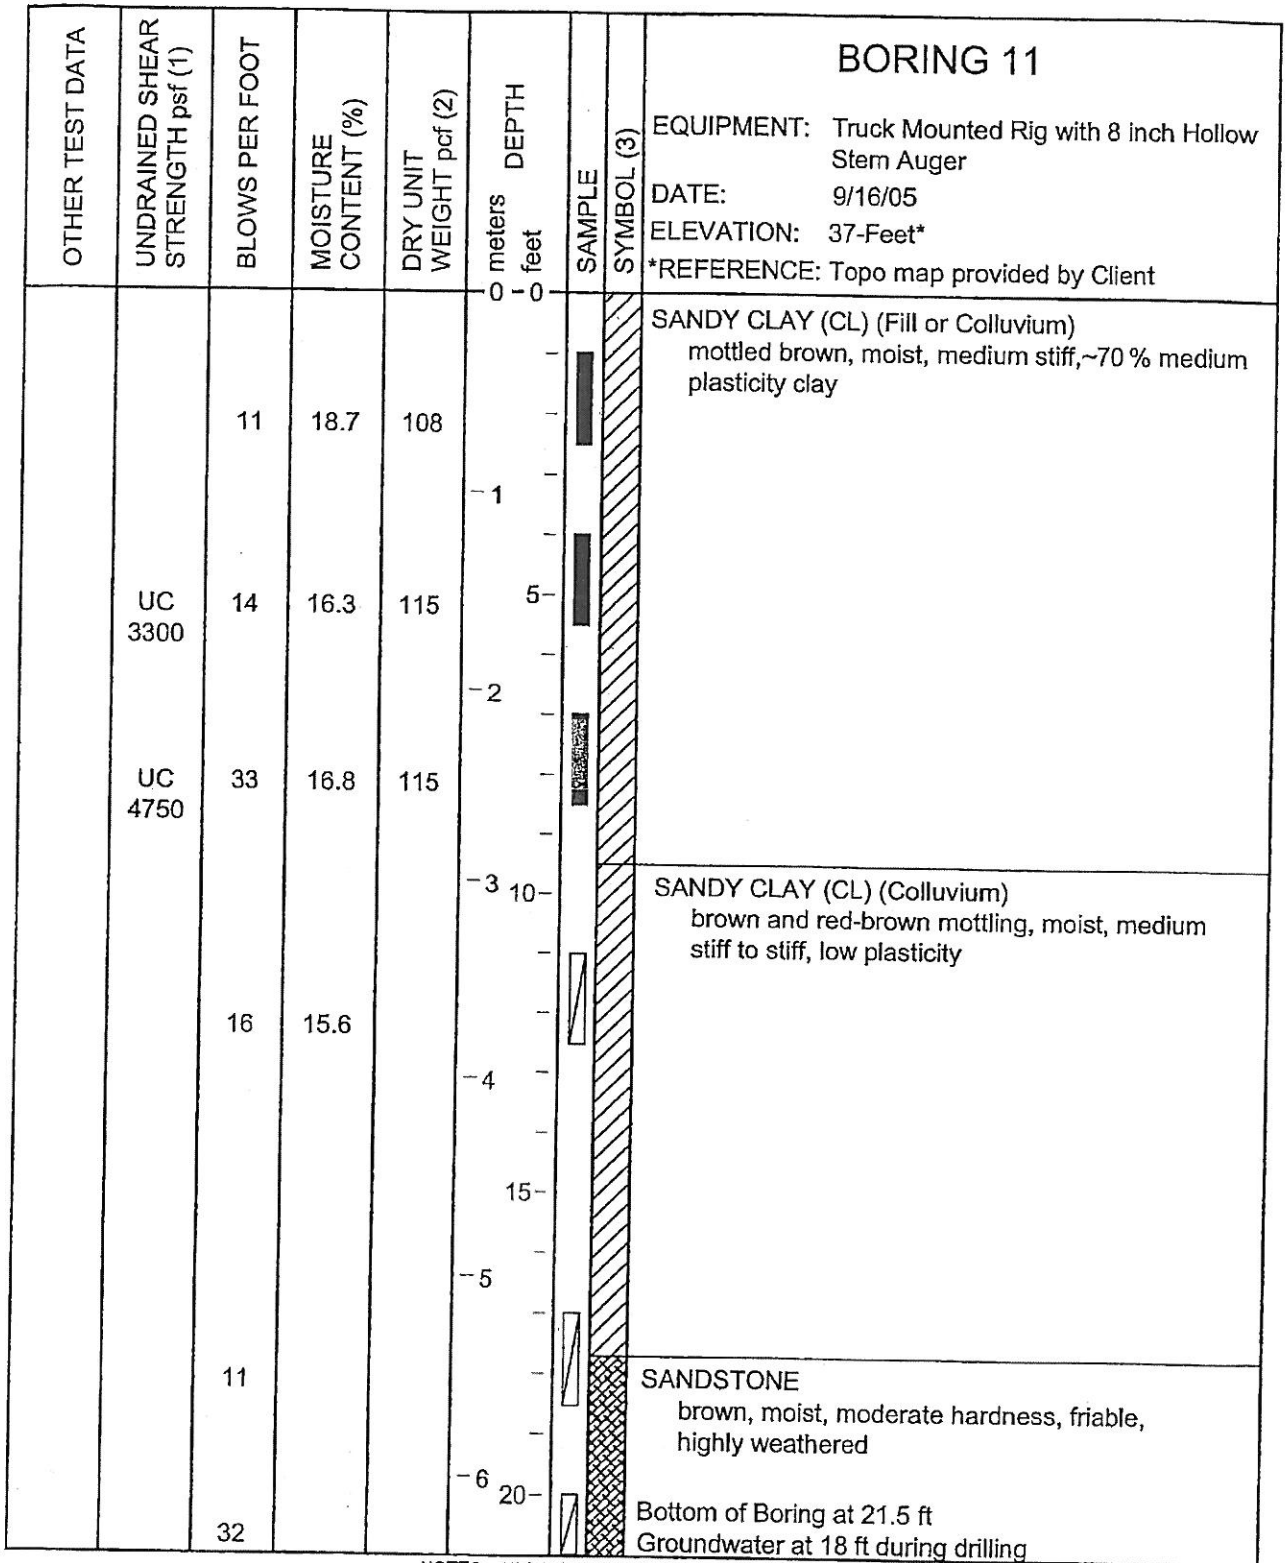 OTHER TEST DATA
UNDRAINED SHEAR
STRENGTH psf (1)
BLOWS PER FOOT
MOISTURE
CONTENT (%)
DRY UNIT
WEIGHT pcf (2)
meters
DEPTH
feet
SAMPLE
SYMBOL (3)
BORING 11
EQUIPMENT: Truck Mounted Rig with 8 inch Hollow
Stem Auger
DATE: 9/16/05
ELEVATION: 37-Feet*
*REFERENCE: Topo map provided by Client
0 - 0
SANDY CLAY (CL) (Fill or Colluvium)
mottled brown, moist, medium stiff,~70 % medium
plasticity clay
11 18.7 108
1
UC 14 16.3 115 5
3300
2
UC 33 16.8 115
4750
3 10
SANDY CLAY (CL) (Colluvium)
brown and red-brown mottling, moist, medium
stiff to stiff, low plasticity
16 15.6
4
15
5
11
SANDSTONE
brown, moist, moderate hardness, friable,
highly weathered
6
20
Bottom of Boring at 21.5 ft
32
Groundwater at 18 ft during drilling